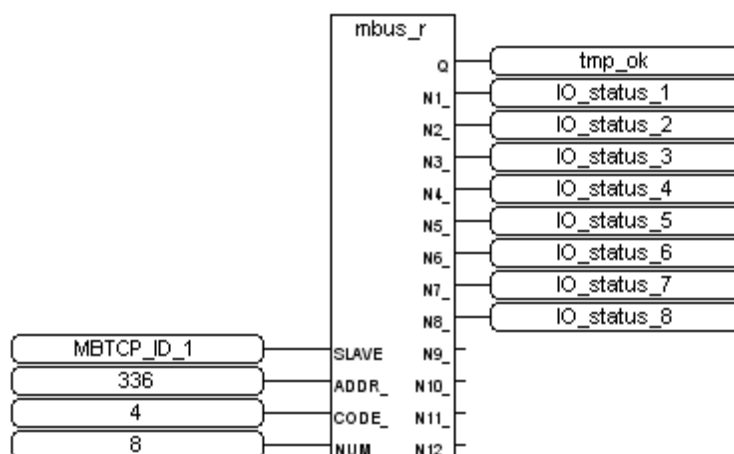 mbus_r
Q tmp_ok
N1_ IO_status_1
N2_ IO_status_2
N3_ IO_status_3
N4_ IO_status_4
N5_ IO_status_5
N6_ IO_status_6
N7_ IO_status_7
N8_ IO_status_8
MBTCP_ID_1 SLAVE N9_
336 ADDR_ N10_
4 CODE_ N11_
8 NUM N12